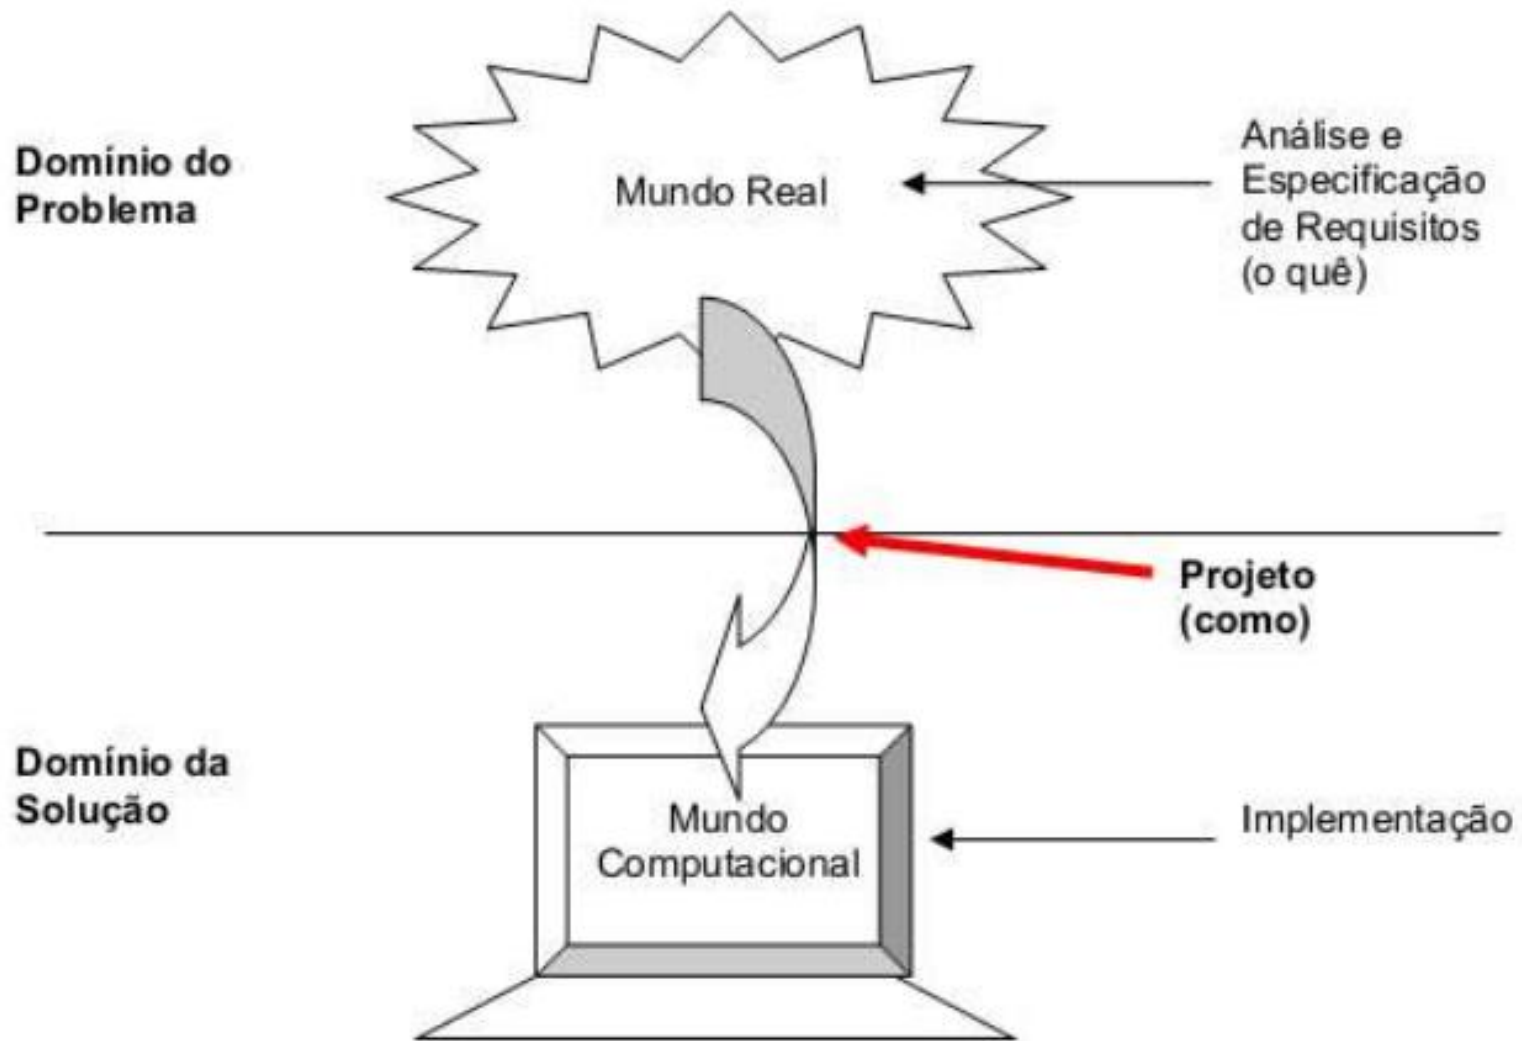 Domínio do
Problema
Mundo Real
Análise e
Especificação
de Requisitos
(o quê)
Projeto
(como)
Domínio da
Solução
Mundo
Computacional
Implementação